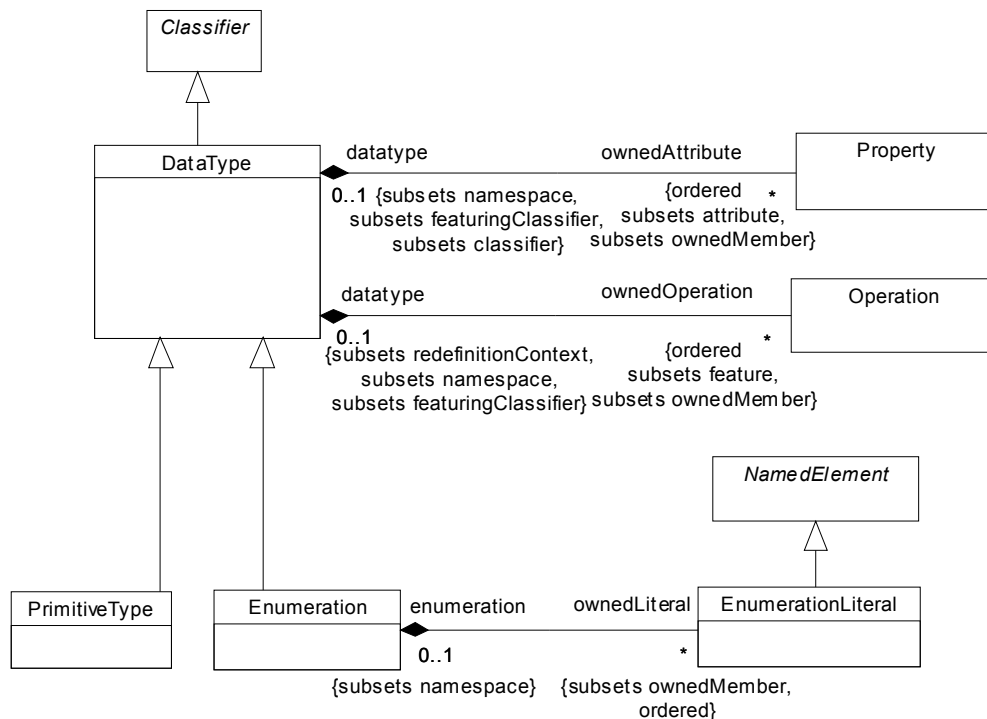 Classifier
DataType
datatype
ownedAttribute
Property
0..1 {subsets namespace,
subsets featuringClassifier,
subsets classifier}
{ordered *
subsets attribute,
subsets ownedMember}
datatype
ownedOperation
Operation
0..1
{subsets redefinitionContext,
subsets namespace,
subsets featuringClassifier}
*
{ordered
subsets feature,
subsets ownedMember}
NamedElement
PrimitiveType
Enumeration
enumeration
ownedLiteral
EnumerationLiteral
0..1
{subsets namespace}
*
{subsets ownedMember,
ordered}